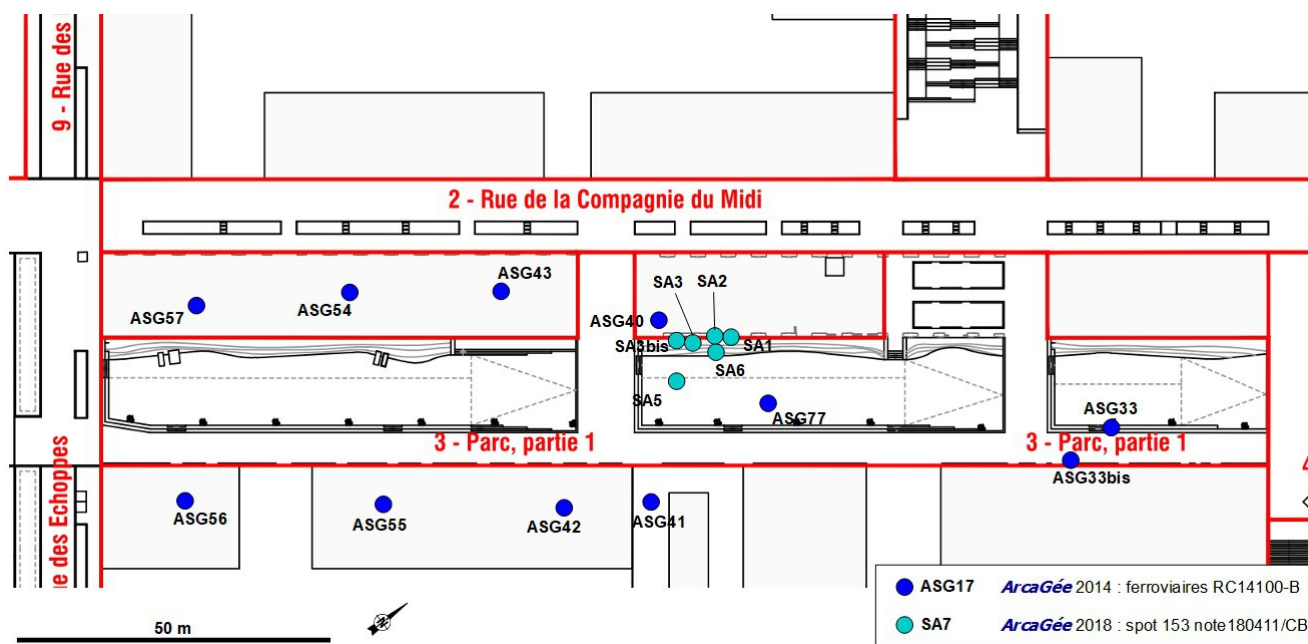 9 - Rue des
2 - Rue de la Compagnie du Midi
ASG57
ASG54
ASG43
SA3
SA2
ASG40
SA3bis
SA1
SA6
SA5
ASG77
ASG33
3 - Parc, partie 1
3 - Parc, partie 1
ASG33bis
ASG56
ASG55
ASG42
ASG41
ue des Echoppes
50 m
ASG17 ArcaGée 2014 : ferroviaires RC14100-B
SA7 ArcaGée 2018 : spot 153 note180411/CB